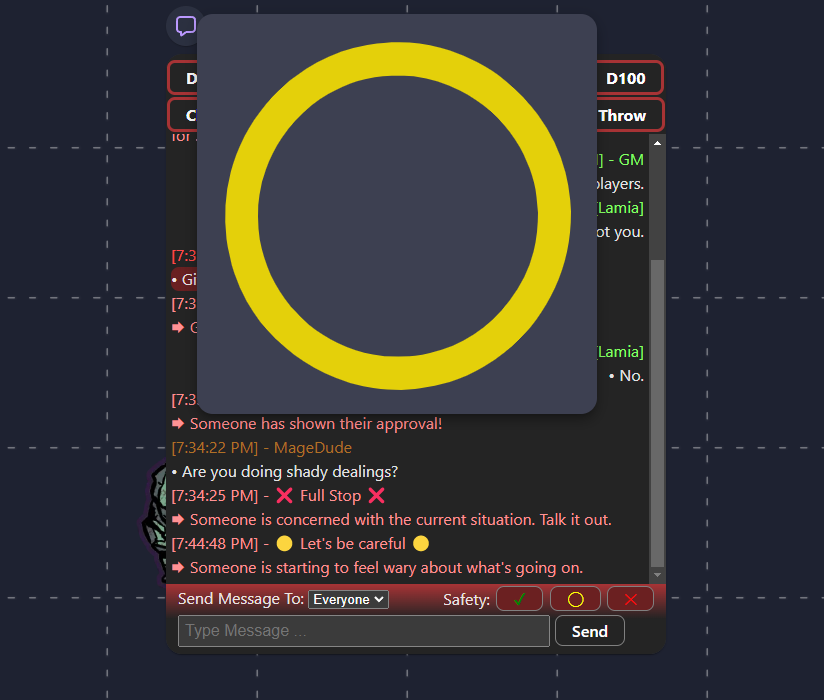 D100
Throw
- GM
players.
[Lamia]
not you.
[7:3
• Gi
[7:3
[Lamia]
• No.
[7:3
➡ Someone has shown their approval!
[7:34:22 PM] - MageDude
• Are you doing shady dealings?
[7:34:25 PM] - ❌ Full Stop ❌
➡ Someone is concerned with the current situation. Talk it out.
[7:44:48 PM] - 🟡 Let's be careful 🟡
➡ Someone is starting to feel wary about what's going on.
Send Message To: Everyone Safety: ✓ ◯ ✕
Type Message ... Send